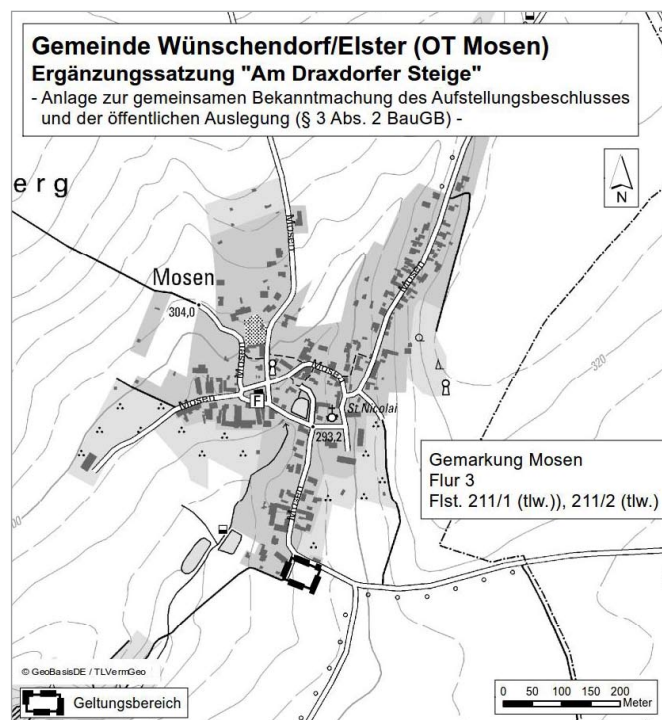 Gemeinde Wünschendorf/Elster (OT Mosen)
Ergänzungssatzung "Am Draxdorfer Steige"
- Anlage zur gemeinsamen Bekanntmachung des Aufstellungsbeschlusses
und der öffentlichen Auslegung (§ 3 Abs. 2 BauGB) -
erg
N
Mosen
Mosen
Mosen
304,0
320
Mosen
Mosen
Mosen
F
St Nicolai
293,2
Gemarkung Mosen
Flur 3
Flst. 211/1 (tlw.)), 211/2 (tlw.)
Mosen
© GeoBasisDE / TLVermGeo
Geltungsbereich
0 50 100 150 200
Meter